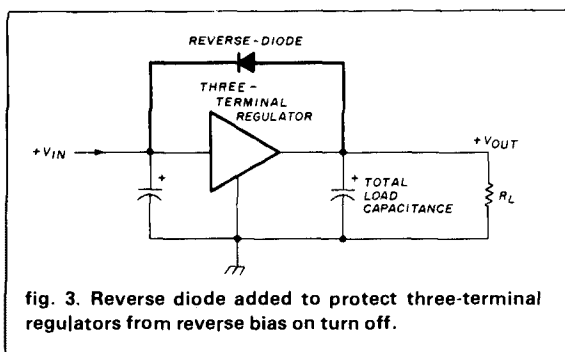 REVERSE-DIODE
THREE-
TERMINAL
REGULATOR
+VIN
+VOUT
+
+
TOTAL
LOAD
CAPACITANCE
RL
fig. 3. Reverse diode added to protect three-terminal
regulators from reverse bias on turn off.